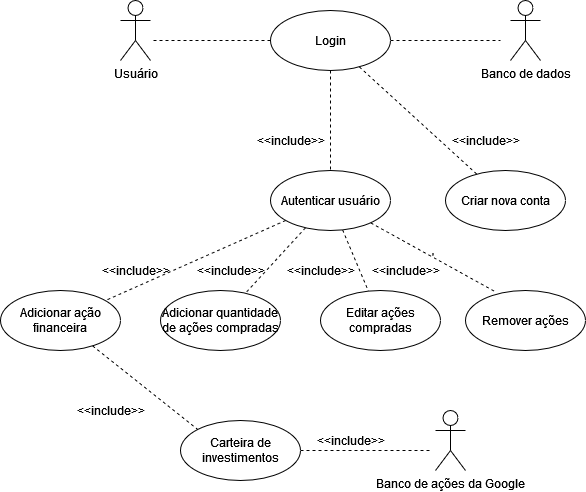 Login
Usuário
Banco de dados
<<include>>
<<include>>
Autenticar usuário
Criar nova conta
<<include>>
<<include>>
<<include>>
<<include>>
Adicionar ação
financeira
Adicionar quantidade
de ações compradas
Editar ações
compradas
Remover ações
<<include>>
Carteira de
investimentos
<<include>>
Banco de ações da Google